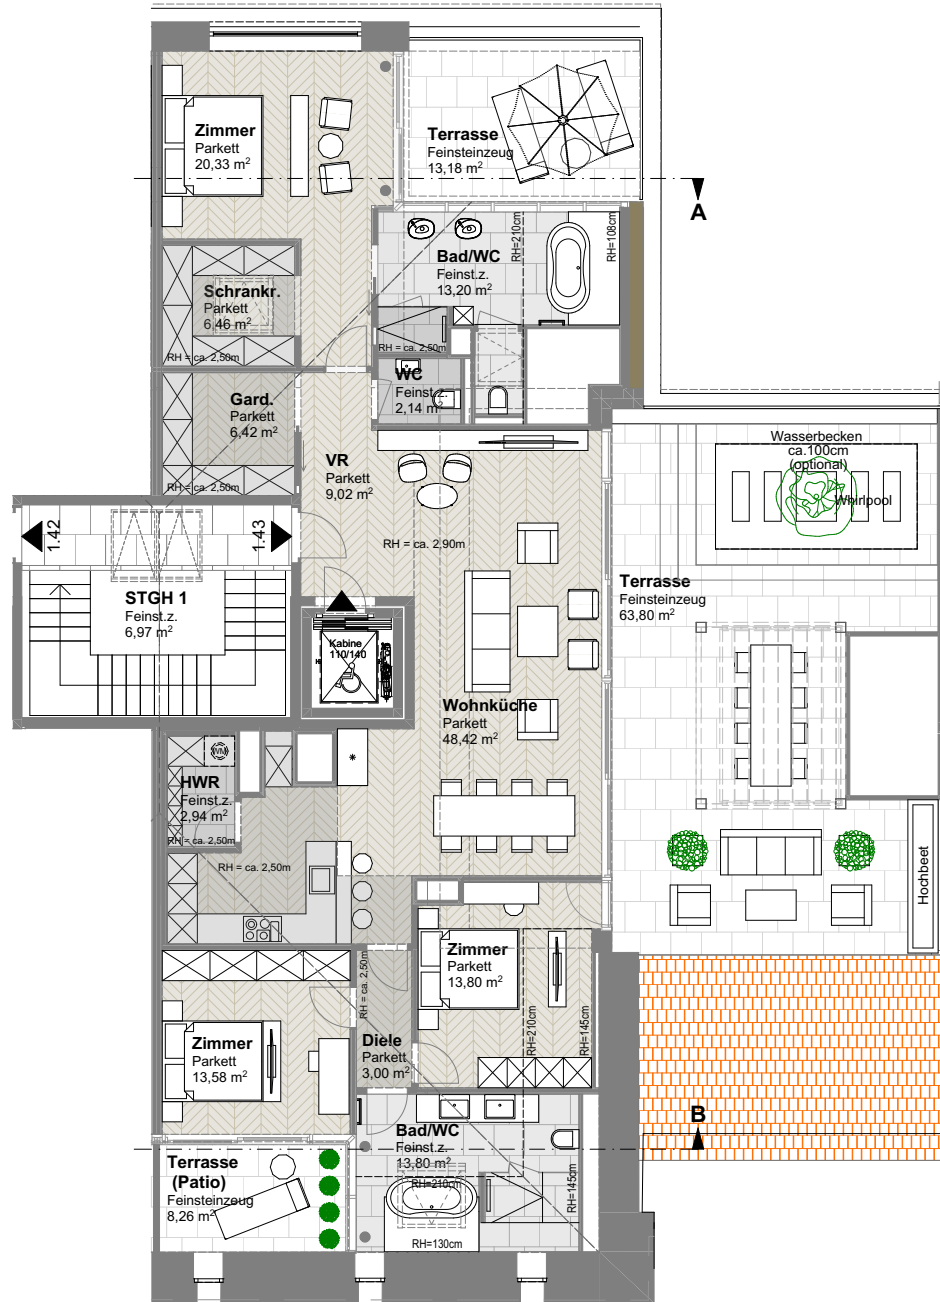 Zimmer
Parkett
20,33 m²
Terrasse
Feinsteinzeug
13,18 m²
A
Bad/WC
Feinst.z.
13,20 m²
RH=210cm
RH=108cm
Schrankr.
Parkett
6,46 m²
RH = ca. 2,50m
RH = ca. 2,50m
WC
Feinst.z.
2,14 m²
Gard.
Parkett
6,42 m²
RH = ca. 2,50m
VR
Parkett
9,02 m²
Wasserbecken
ca.100cm
(optional)
Whirlpool
1.42
1.43
RH = ca. 2,90m
STGH 1
Feinst.z.
6,97 m²
Terrasse
Feinsteinzeug
63,80 m²
Kabine
110/140
Wohnküche
Parkett
48,42 m²
WM
HWR
Feinst.z.
2,94 m²
RH = ca. 2,50m
RH = ca. 2,50m
Hochbeet
Zimmer
Parkett
13,80 m²
RH=210cm
RH=145cm
RH = ca. 2,50m
Zimmer
Parkett
13,58 m²
Diele
Parkett
3,00 m²
B
Bad/WC
Feinst.z.
13,80 m²
RH=210cm
RH=145cm
RH=130cm
Terrasse
(Patio)
Feinsteinzeug
8,26 m²